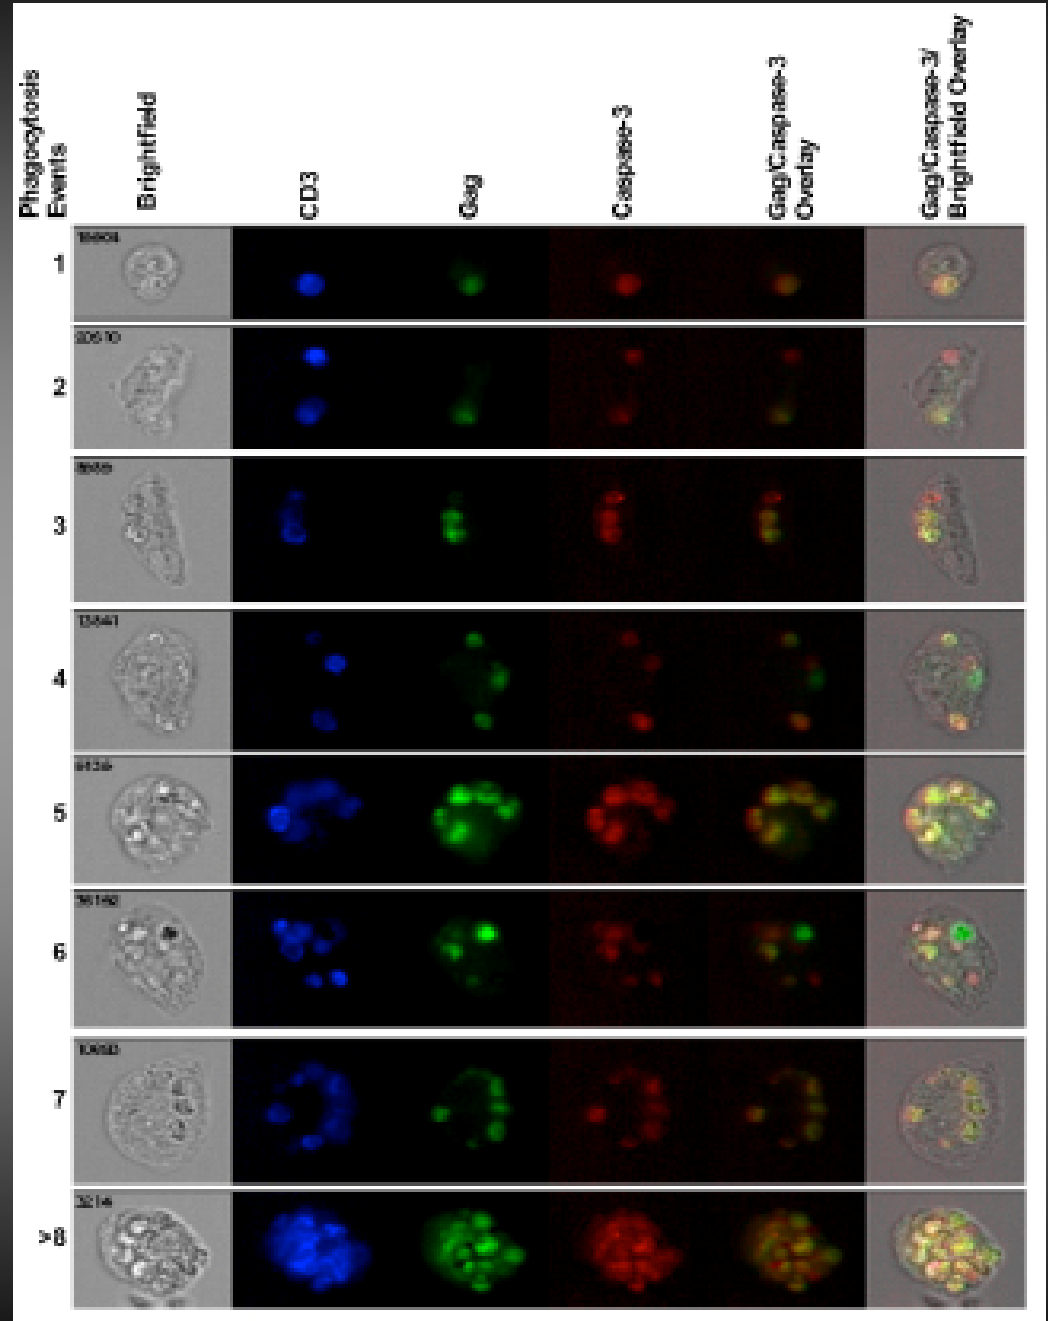 Phagocytosis
Events
Brightfield
CD3
Gag
Caspase-3
Gag/Caspase-3
Overlay
Gag/Caspase-3/
Brightfield Overlay
1
2
3
4
5
6
7
>8
3214